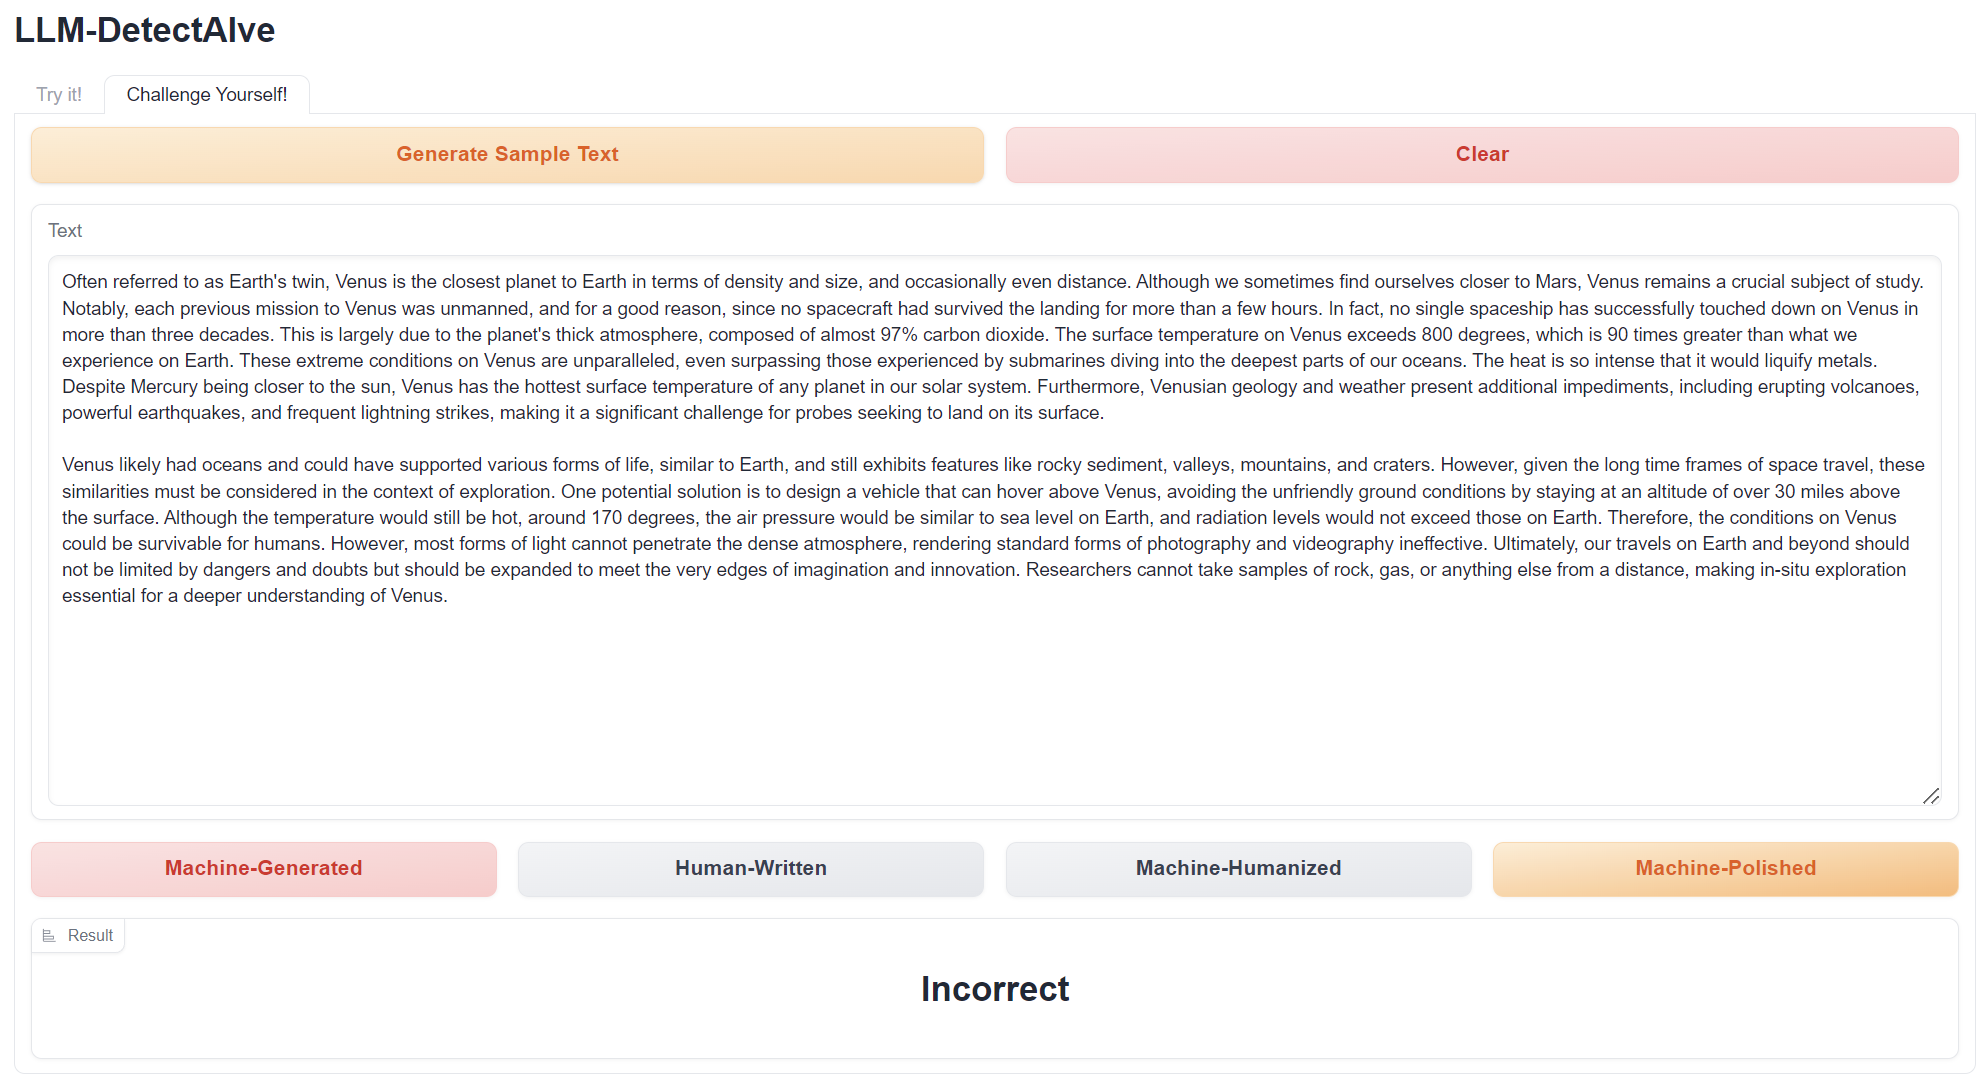 LLM-DetectAIve
Try it!
Challenge Yourself!
Generate Sample Text
Clear
Text
Often referred to as Earth's twin, Venus is the closest planet to Earth in terms of density and size, and occasionally even distance. Although we sometimes find ourselves closer to Mars, Venus remains a crucial subject of study.
Notably, each previous mission to Venus was unmanned, and for a good reason, since no spacecraft had survived the landing for more than a few hours. In fact, no single spaceship has successfully touched down on Venus in
more than three decades. This is largely due to the planet's thick atmosphere, composed of almost 97% carbon dioxide. The surface temperature on Venus exceeds 800 degrees, which is 90 times greater than what we
experience on Earth. These extreme conditions on Venus are unparalleled, even surpassing those experienced by submarines diving into the deepest parts of our oceans. The heat is so intense that it would liquify metals.
Despite Mercury being closer to the sun, Venus has the hottest surface temperature of any planet in our solar system. Furthermore, Venusian geology and weather present additional impediments, including erupting volcanoes,
powerful earthquakes, and frequent lightning strikes, making it a significant challenge for probes seeking to land on its surface.
Venus likely had oceans and could have supported various forms of life, similar to Earth, and still exhibits features like rocky sediment, valleys, mountains, and craters. However, given the long time frames of space travel, these
similarities must be considered in the context of exploration. One potential solution is to design a vehicle that can hover above Venus, avoiding the unfriendly ground conditions by staying at an altitude of over 30 miles above
the surface. Although the temperature would still be hot, around 170 degrees, the air pressure would be similar to sea level on Earth, and radiation levels would not exceed those on Earth. Therefore, the conditions on Venus
could be survivable for humans. However, most forms of light cannot penetrate the dense atmosphere, rendering standard forms of photography and videography ineffective. Ultimately, our travels on Earth and beyond should
not be limited by dangers and doubts but should be expanded to meet the very edges of imagination and innovation. Researchers cannot take samples of rock, gas, or anything else from a distance, making in-situ exploration
essential for a deeper understanding of Venus.
Machine-Generated
Human-Written
Machine-Humanized
Machine-Polished
Result
Incorrect